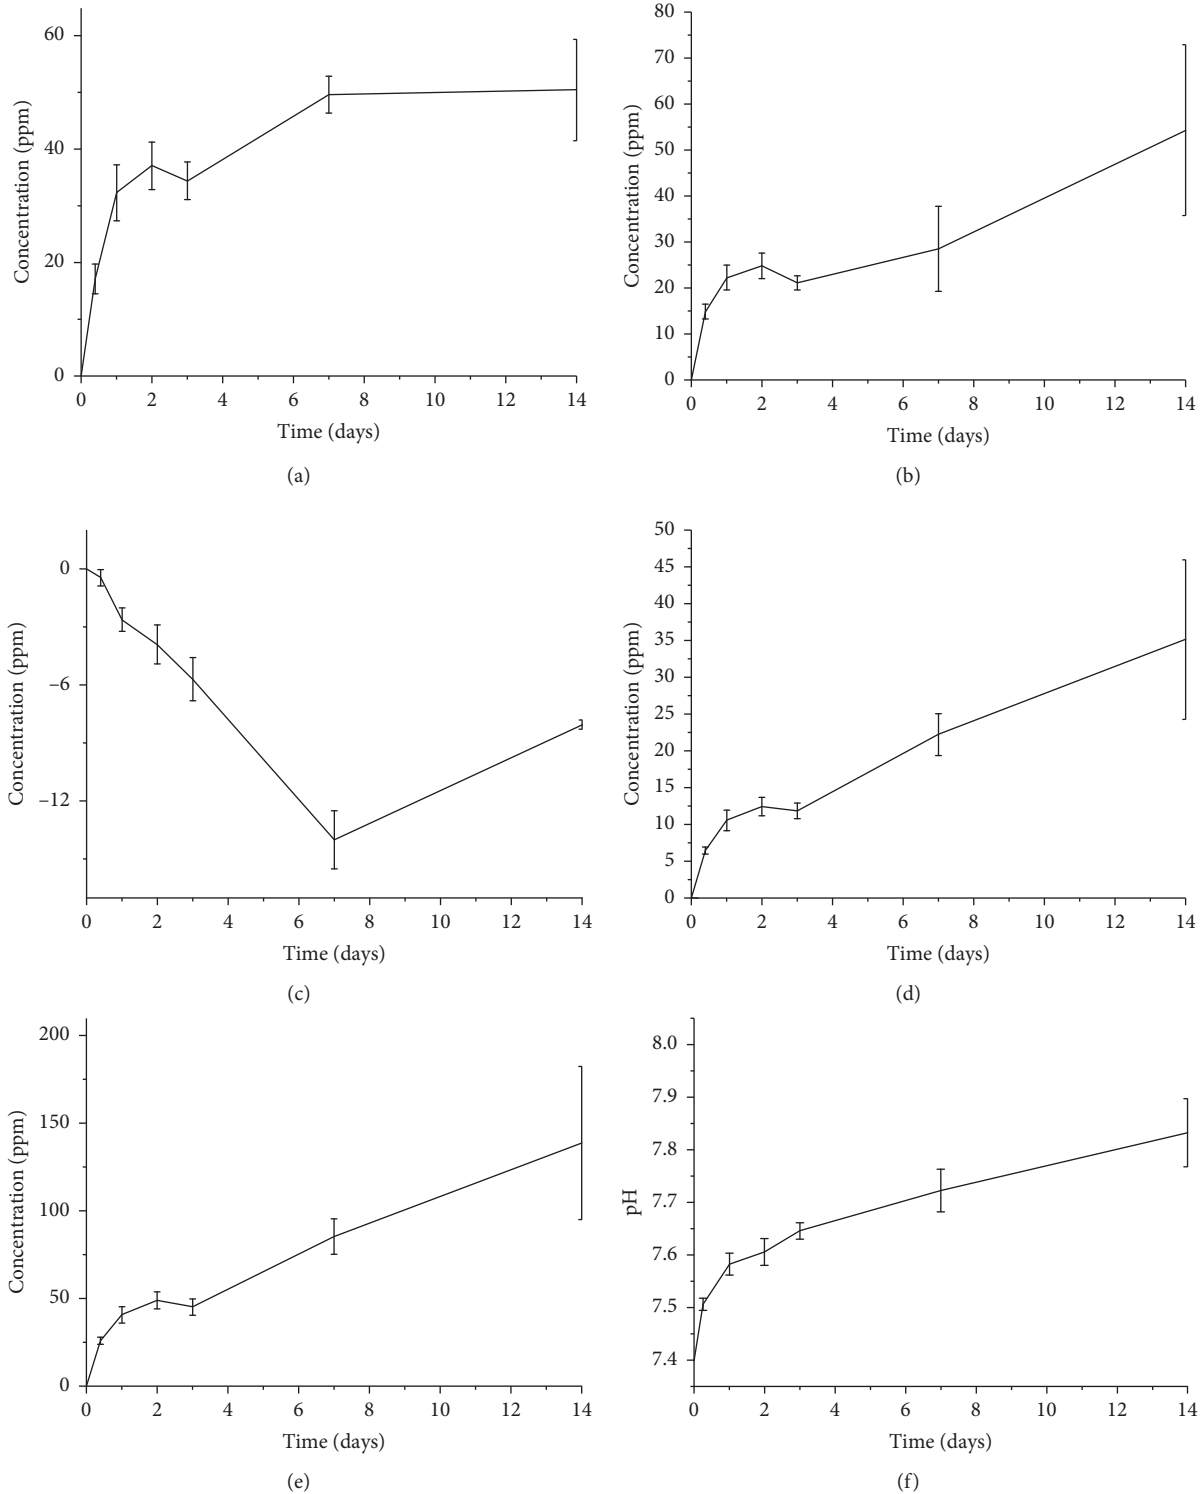 60
40
20
0
Concentration (ppm)
0 2 4 6 8 10 12 14
Time (days)
(a)
80
70
60
50
40
30
20
10
0
Concentration (ppm)
0 2 4 6 8 10 12 14
Time (days)
(b)
0
−6
−12
Concentration (ppm)
0 2 4 6 8 10 12 14
Time (days)
(c)
50
45
40
35
30
25
20
15
10
5
0
Concentration (ppm)
0 2 4 6 8 10 12 14
Time (days)
(d)
200
150
100
50
0
Concentration (ppm)
0 2 4 6 8 10 12 14
Time (days)
(e)
8.0
7.9
7.8
7.7
7.6
7.5
7.4
pH
0 2 4 6 8 10 12 14
Time (days)
(f)